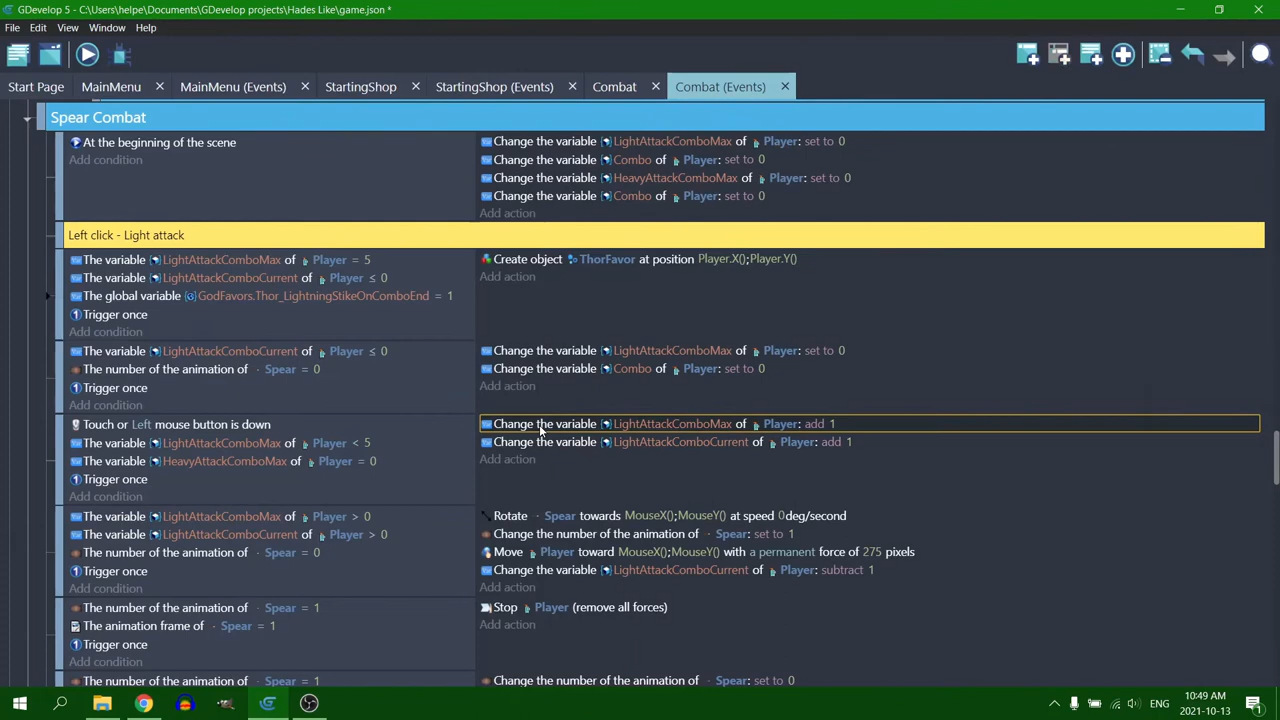 GDevelop 5 - C:\Users\helpe\Documents\GDevelop projects\Hades Like\game.json *
File Edit View Window Help
Start Page MainMenu × MainMenu (Events) × StartingShop × StartingShop (Events) × Combat × Combat (Events) ×
Spear Combat
At the beginning of the scene
Add condition
Change the variable LightAttackComboMax of Player: set to 0
Change the variable Combo of Player: set to 0
Change the variable HeavyAttackComboMax of Player: set to 0
Change the variable Combo of Player: set to 0
Add action
Left click - Light attack
The variable LightAttackComboMax of Player = 5
The variable LightAttackComboCurrent of Player ≤ 0
The global variable GodFavors.Thor_LightningStikeOnComboEnd = 1
Trigger once
Add condition
Create object ThorFavor at position Player.X();Player.Y()
Add action
The variable LightAttackComboCurrent of Player ≤ 0
The number of the animation of Spear = 0
Trigger once
Add condition
Change the variable LightAttackComboMax of Player: set to 0
Change the variable Combo of Player: set to 0
Add action
Touch or Left mouse button is down
The variable LightAttackComboMax of Player < 5
The variable HeavyAttackComboMax of Player = 0
Trigger once
Add condition
Change the variable LightAttackComboMax of Player: add 1
Change the variable LightAttackComboCurrent of Player: add 1
Add action
The variable LightAttackComboMax of Player > 0
The variable LightAttackComboCurrent of Player > 0
The number of the animation of Spear = 0
Trigger once
Add condition
Rotate Spear towards MouseX();MouseY() at speed 0deg/second
Change the number of the animation of Spear: set to 1
Move Player toward MouseX();MouseY() with a permanent force of 275 pixels
Change the variable LightAttackComboCurrent of Player: subtract 1
Add action
The number of the animation of Spear = 1
The animation frame of Spear = 1
Trigger once
Add condition
Stop Player (remove all forces)
Add action
The number of the animation of Spear = 1
Change the number of the animation of Spear: set to 0
ENG
10:49 AM
2021-10-13
1